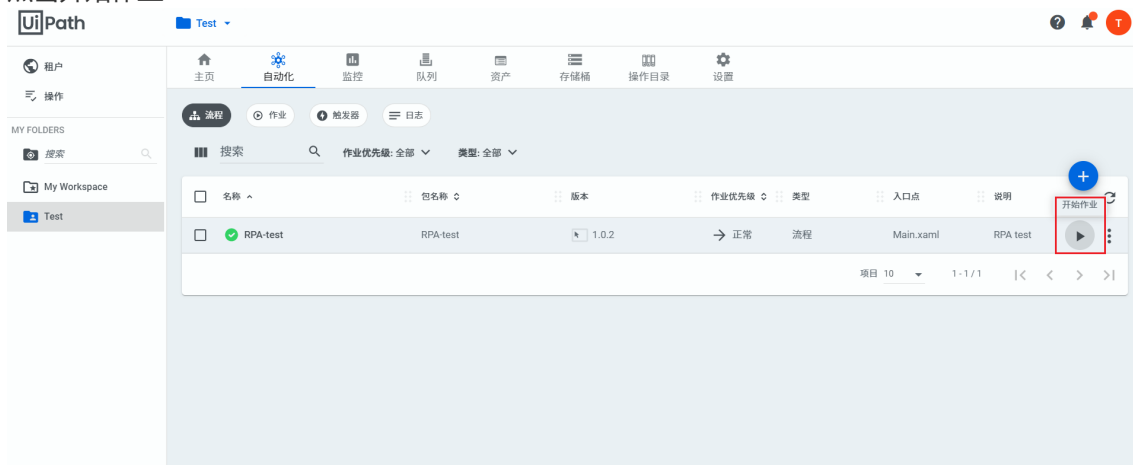 UiPath
Test
T
租户
操作
MY FOLDERS
搜索
My Workspace
Test
主页
自动化
监控
队列
资产
存储桶
操作目录
设置
流程
作业
触发器
日志
搜索
作业优先级: 全部
类型: 全部
名称
包名称
版本
作业优先级
类型
入口点
说明
开始作业
RPA-test
RPA-test
1.0.2
正常
流程
Main.xaml
RPA test
项目 10
1 - 1 / 1